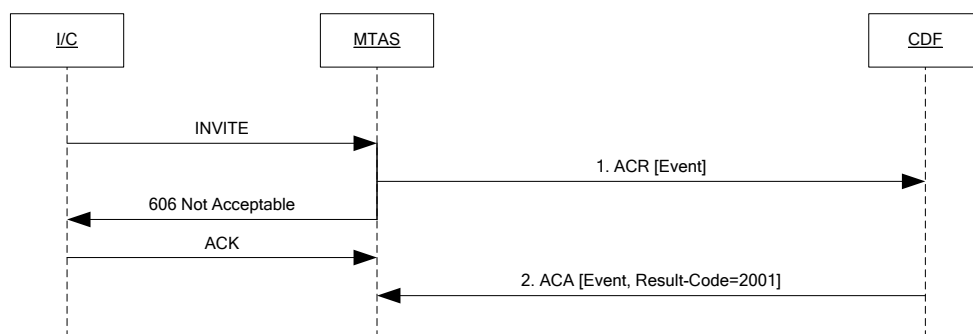 I/C
MTAS
CDF
INVITE
1. ACR [Event]
606 Not Acceptable
ACK
2. ACA [Event, Result-Code=2001]